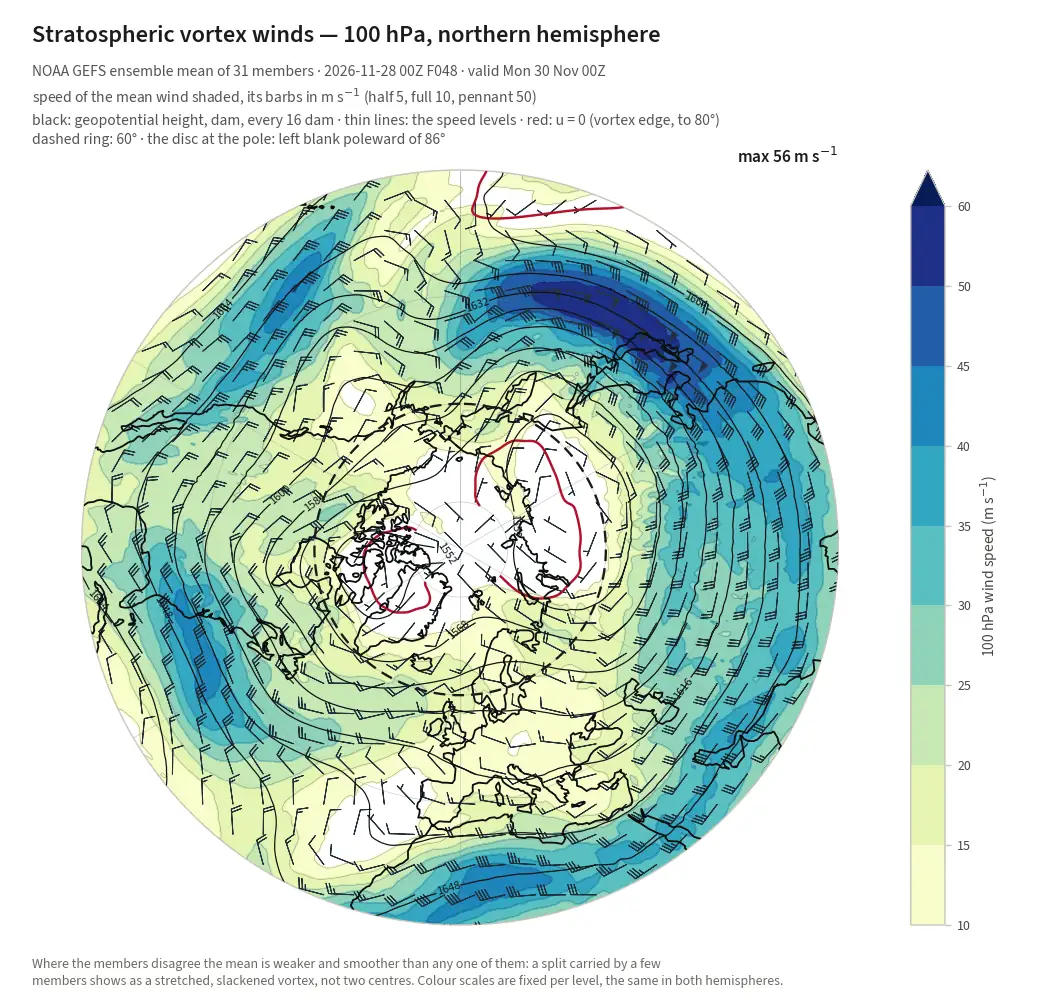 Stratospheric vortex winds — 100 hPa, northern hemisphere
NOAA GEFS ensemble mean of 31 members · 2026-11-28 00Z F048 · valid Mon 30 Nov 00Z
speed of the mean wind shaded, its barbs in m s⁻¹ (half 5, full 10, pennant 50)
black: geopotential height, dam, every 16 dam · thin lines: the speed levels · red: u = 0 (vortex edge, to 80°)
dashed ring: 60° · the disc at the pole: left blank poleward of 86°
max 56 m s⁻¹
60
50
45
40
35
30
25
20
15
10
100 hPa wind speed (m s⁻¹)
1632
1600
1552
1568
1616
1648
Where the members disagree the mean is weaker and smoother than any one of them: a split carried by a few
members shows as a stretched, slackened vortex, not two centres. Colour scales are fixed per level, the same in both hemispheres.